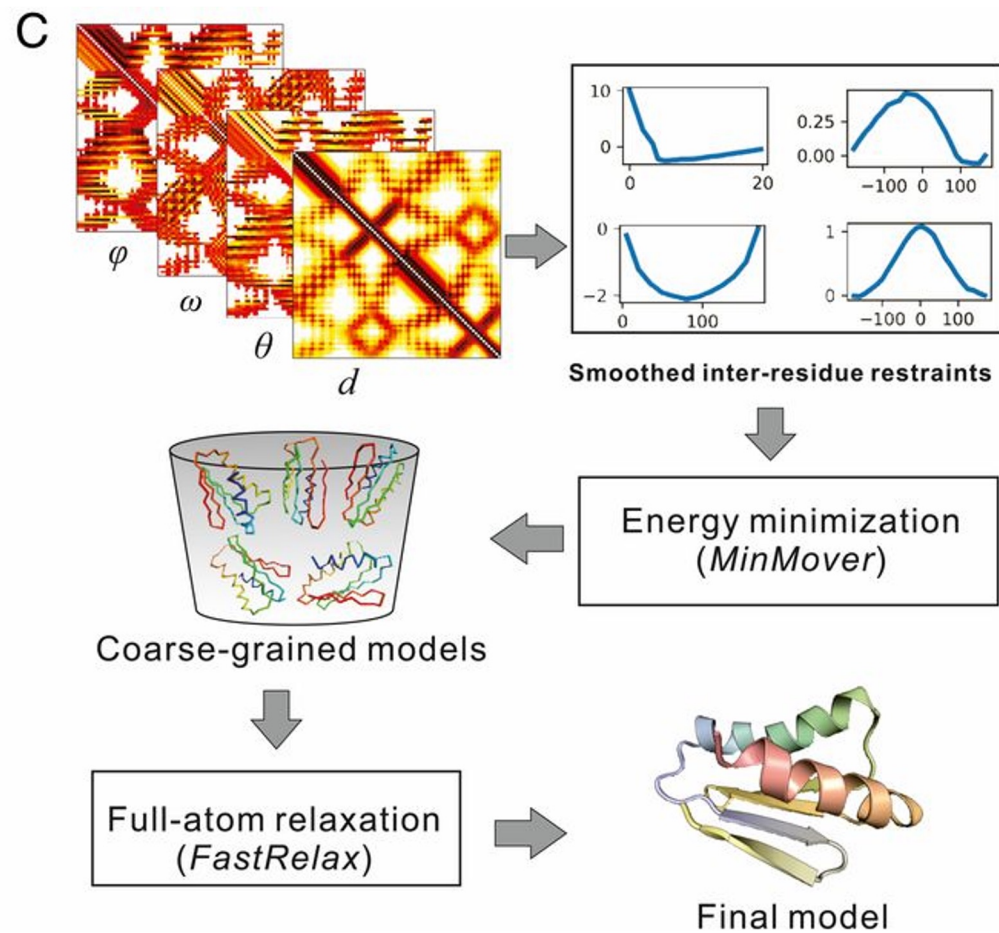 C
φ
ω
θ
d
10
0
0 20
0.25
0.00
−100 0 100
0
−2
0 100
1
0
−100 0 100
Smoothed inter-residue restraints
Energy minimization
(MinMover)
Coarse-grained models
Full-atom relaxation
(FastRelax)
Final model